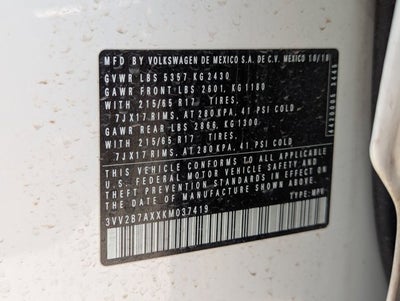 MFD BY VOLKSWAGEN DE MEXICO S.A. DE C.V. MEXICO 10/18
GVWR LBS 5357 KG 2430
GAWR FRONT LBS 2601, KG 1180
WITH 215/65 R17 TIRES,
7JX17 RIMS, AT 280 KPA, 41 PSI COLD
GAWR REAR LBS 2866, KG 1300
WITH 215/65 R17 TIRES,
7JX17 RIMS, AT 280 KPA, 41 PSI COLD
THIS VEHICLE CONFORMS TO ALL APPLICABLE
U.S. FEDERAL MOTOR VEHICLE SAFETY AND
THEFT PREVENTION STANDARDS IN EFFECT ON
THE DATE OF MANUFACTURE SHOWN ABOVE
3VV2B7AXXKM037419 TYPE: MPV